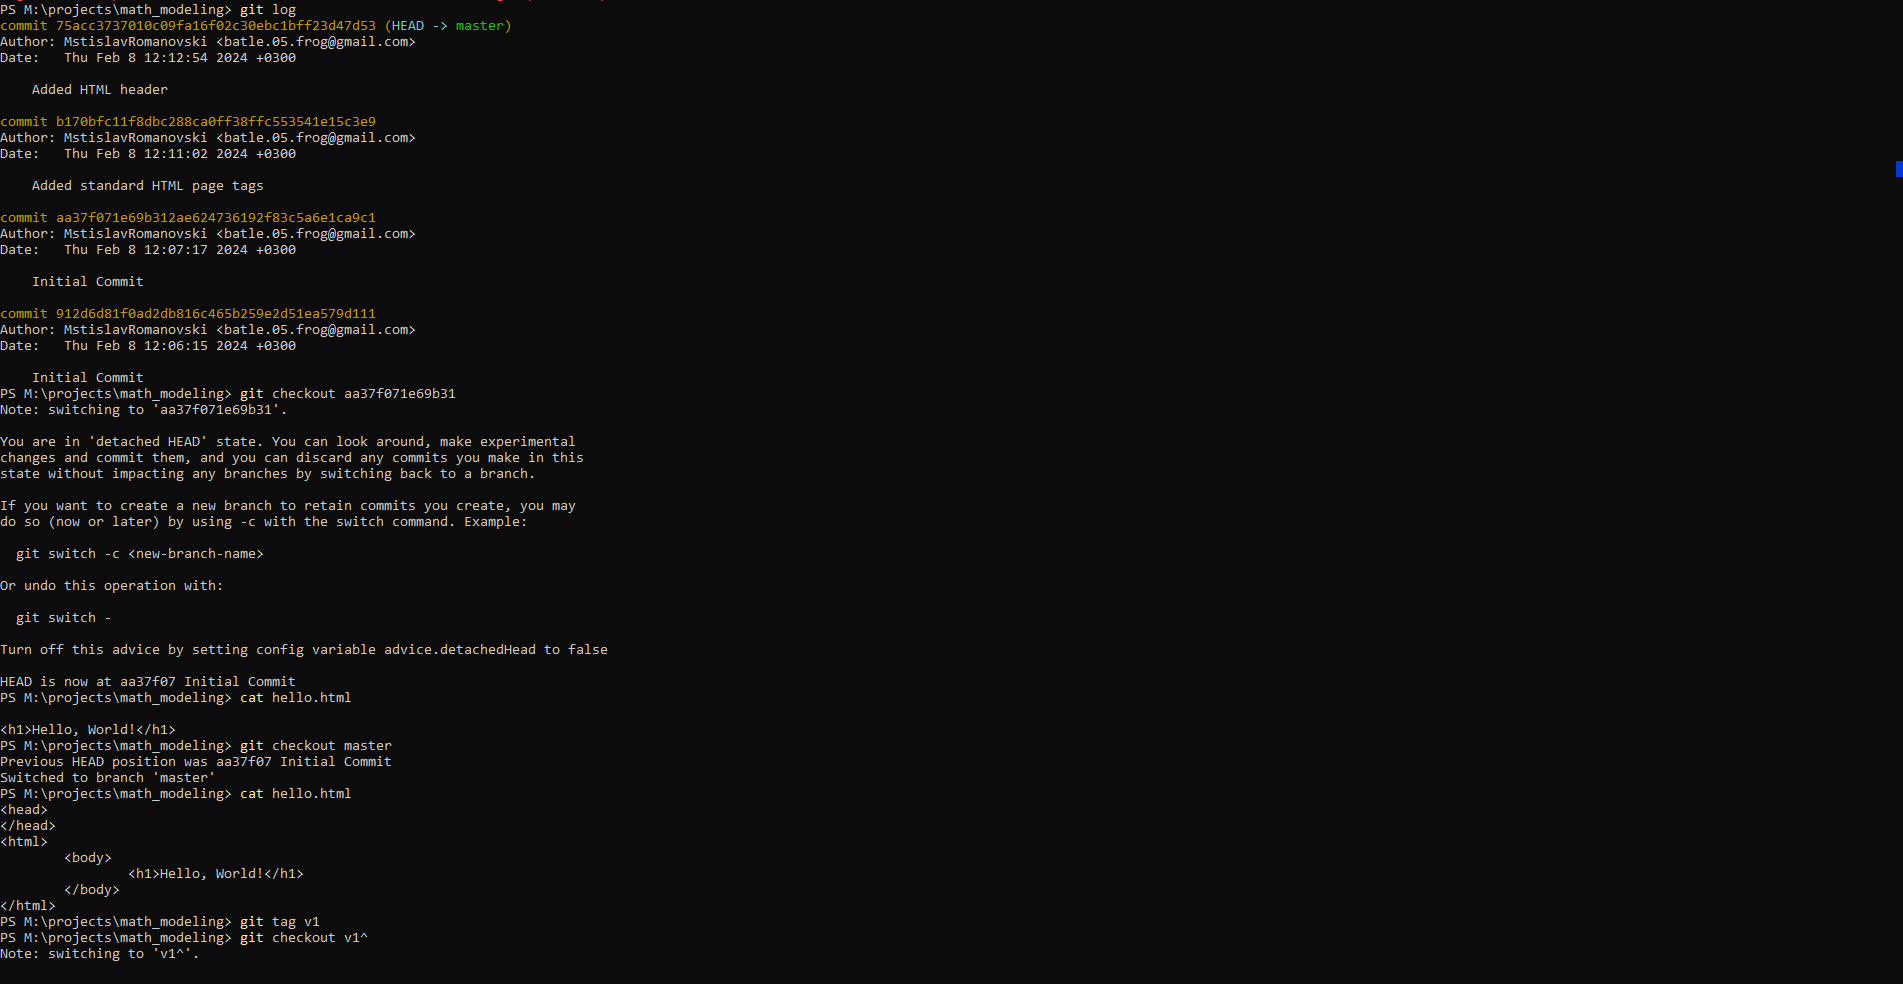 PS M:\projects\math_modeling> git log
commit 75acc3737010c09fa16f02c30ebc1bff23d47d53 (HEAD -> master)
Author: MstislavRomanovski <batle.05.frog@gmail.com>
Date:   Thu Feb 8 12:12:54 2024 +0300

    Added HTML header

commit b170bfc11f8dbc288ca0ff38ffc553541e15c3e9
Author: MstislavRomanovski <batle.05.frog@gmail.com>
Date:   Thu Feb 8 12:11:02 2024 +0300

    Added standard HTML page tags

commit aa37f071e69b312ae624736192f83c5a6e1ca9c1
Author: MstislavRomanovski <batle.05.frog@gmail.com>
Date:   Thu Feb 8 12:07:17 2024 +0300

    Initial Commit

commit 912d6d81f0ad2db816c465b259e2d51ea579d111
Author: MstislavRomanovski <batle.05.frog@gmail.com>
Date:   Thu Feb 8 12:06:15 2024 +0300

    Initial Commit
PS M:\projects\math_modeling> git checkout aa37f071e69b31
Note: switching to 'aa37f071e69b31'.

You are in 'detached HEAD' state. You can look around, make experimental
changes and commit them, and you can discard any commits you make in this
state without impacting any branches by switching back to a branch.

If you want to create a new branch to retain commits you create, you may
do so (now or later) by using -c with the switch command. Example:

  git switch -c <new-branch-name>

Or undo this operation with:

  git switch -

Turn off this advice by setting config variable advice.detachedHead to false

HEAD is now at aa37f07 Initial Commit
PS M:\projects\math_modeling> cat hello.html

<h1>Hello, World!</h1>
PS M:\projects\math_modeling> git checkout master
Previous HEAD position was aa37f07 Initial Commit
Switched to branch 'master'
PS M:\projects\math_modeling> cat hello.html
<head>
</head>
<html>
        <body>
                <h1>Hello, World!</h1>
        </body>
</html>
PS M:\projects\math_modeling> git tag v1
PS M:\projects\math_modeling> git checkout v1^
Note: switching to 'v1^'.